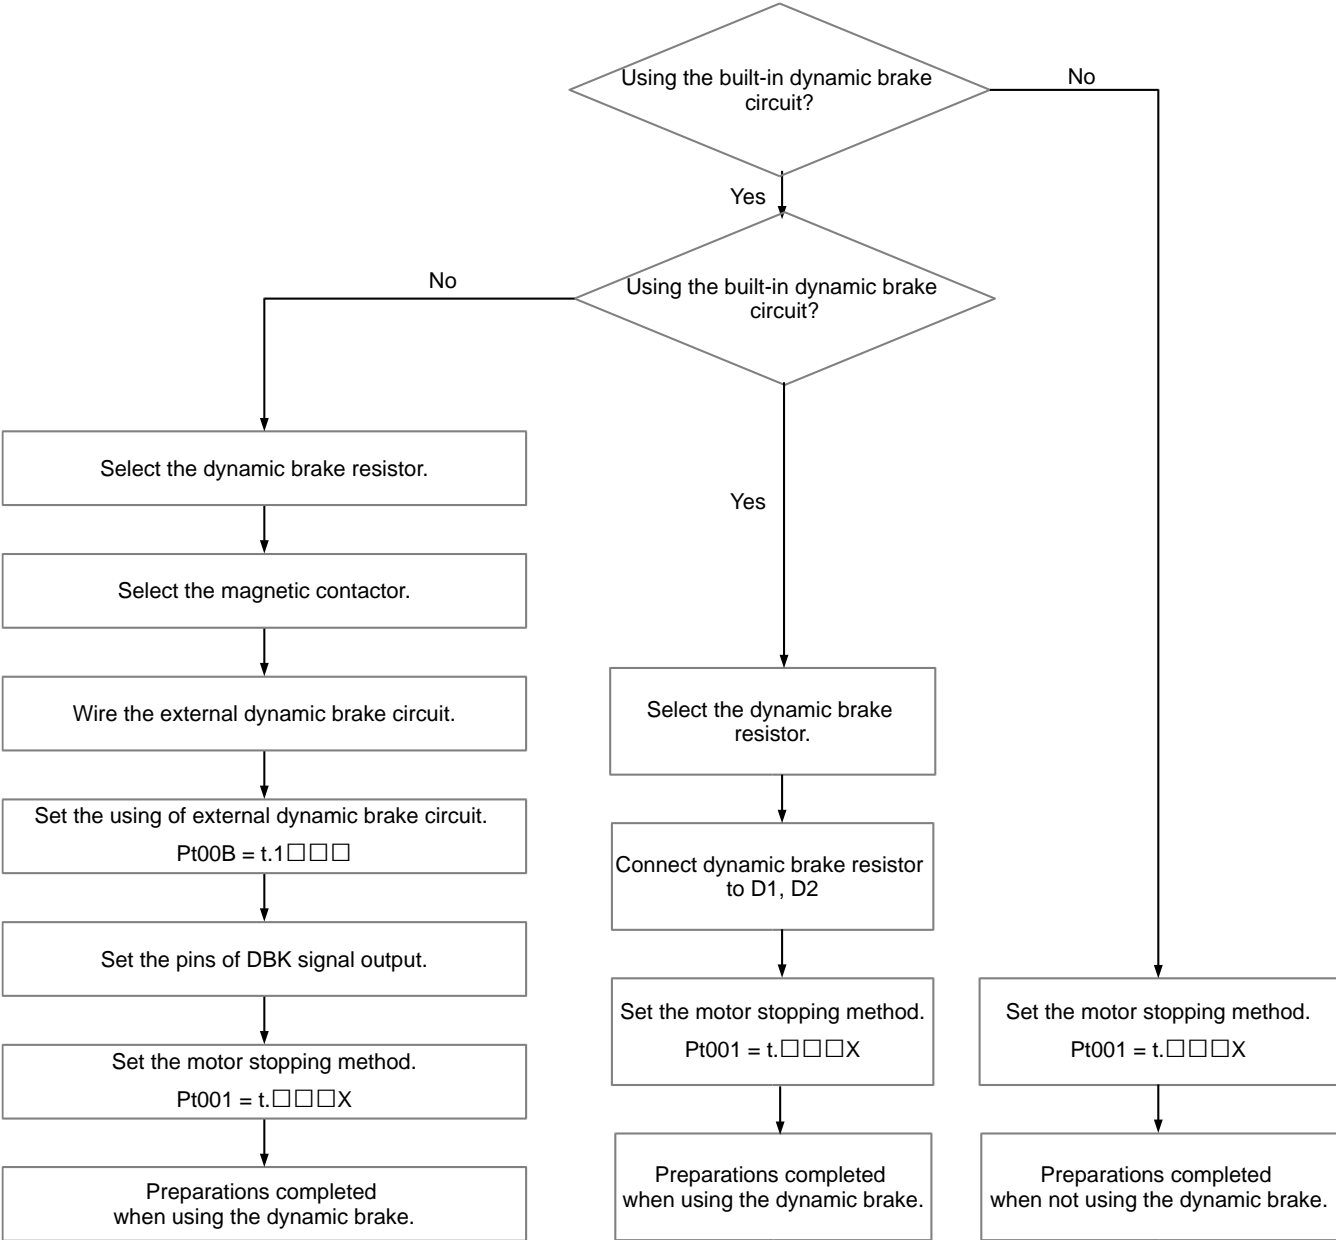 Using the built-in dynamic brake
circuit?
No
Yes
Using the built-in dynamic brake
circuit?
No
Yes
Select the dynamic brake resistor.
Select the magnetic contactor.
Wire the external dynamic brake circuit.
Set the using of external dynamic brake circuit.
Pt00B = t.1□□□
Set the pins of DBK signal output.
Set the motor stopping method.
Pt001 = t.□□□X
Preparations completed
when using the dynamic brake.
Select the dynamic brake
resistor.
Connect dynamic brake resistor
to D1, D2
Set the motor stopping method.
Pt001 = t.□□□X
Preparations completed
when using the dynamic brake.
Set the motor stopping method.
Pt001 = t.□□□X
Preparations completed
when not using the dynamic brake.